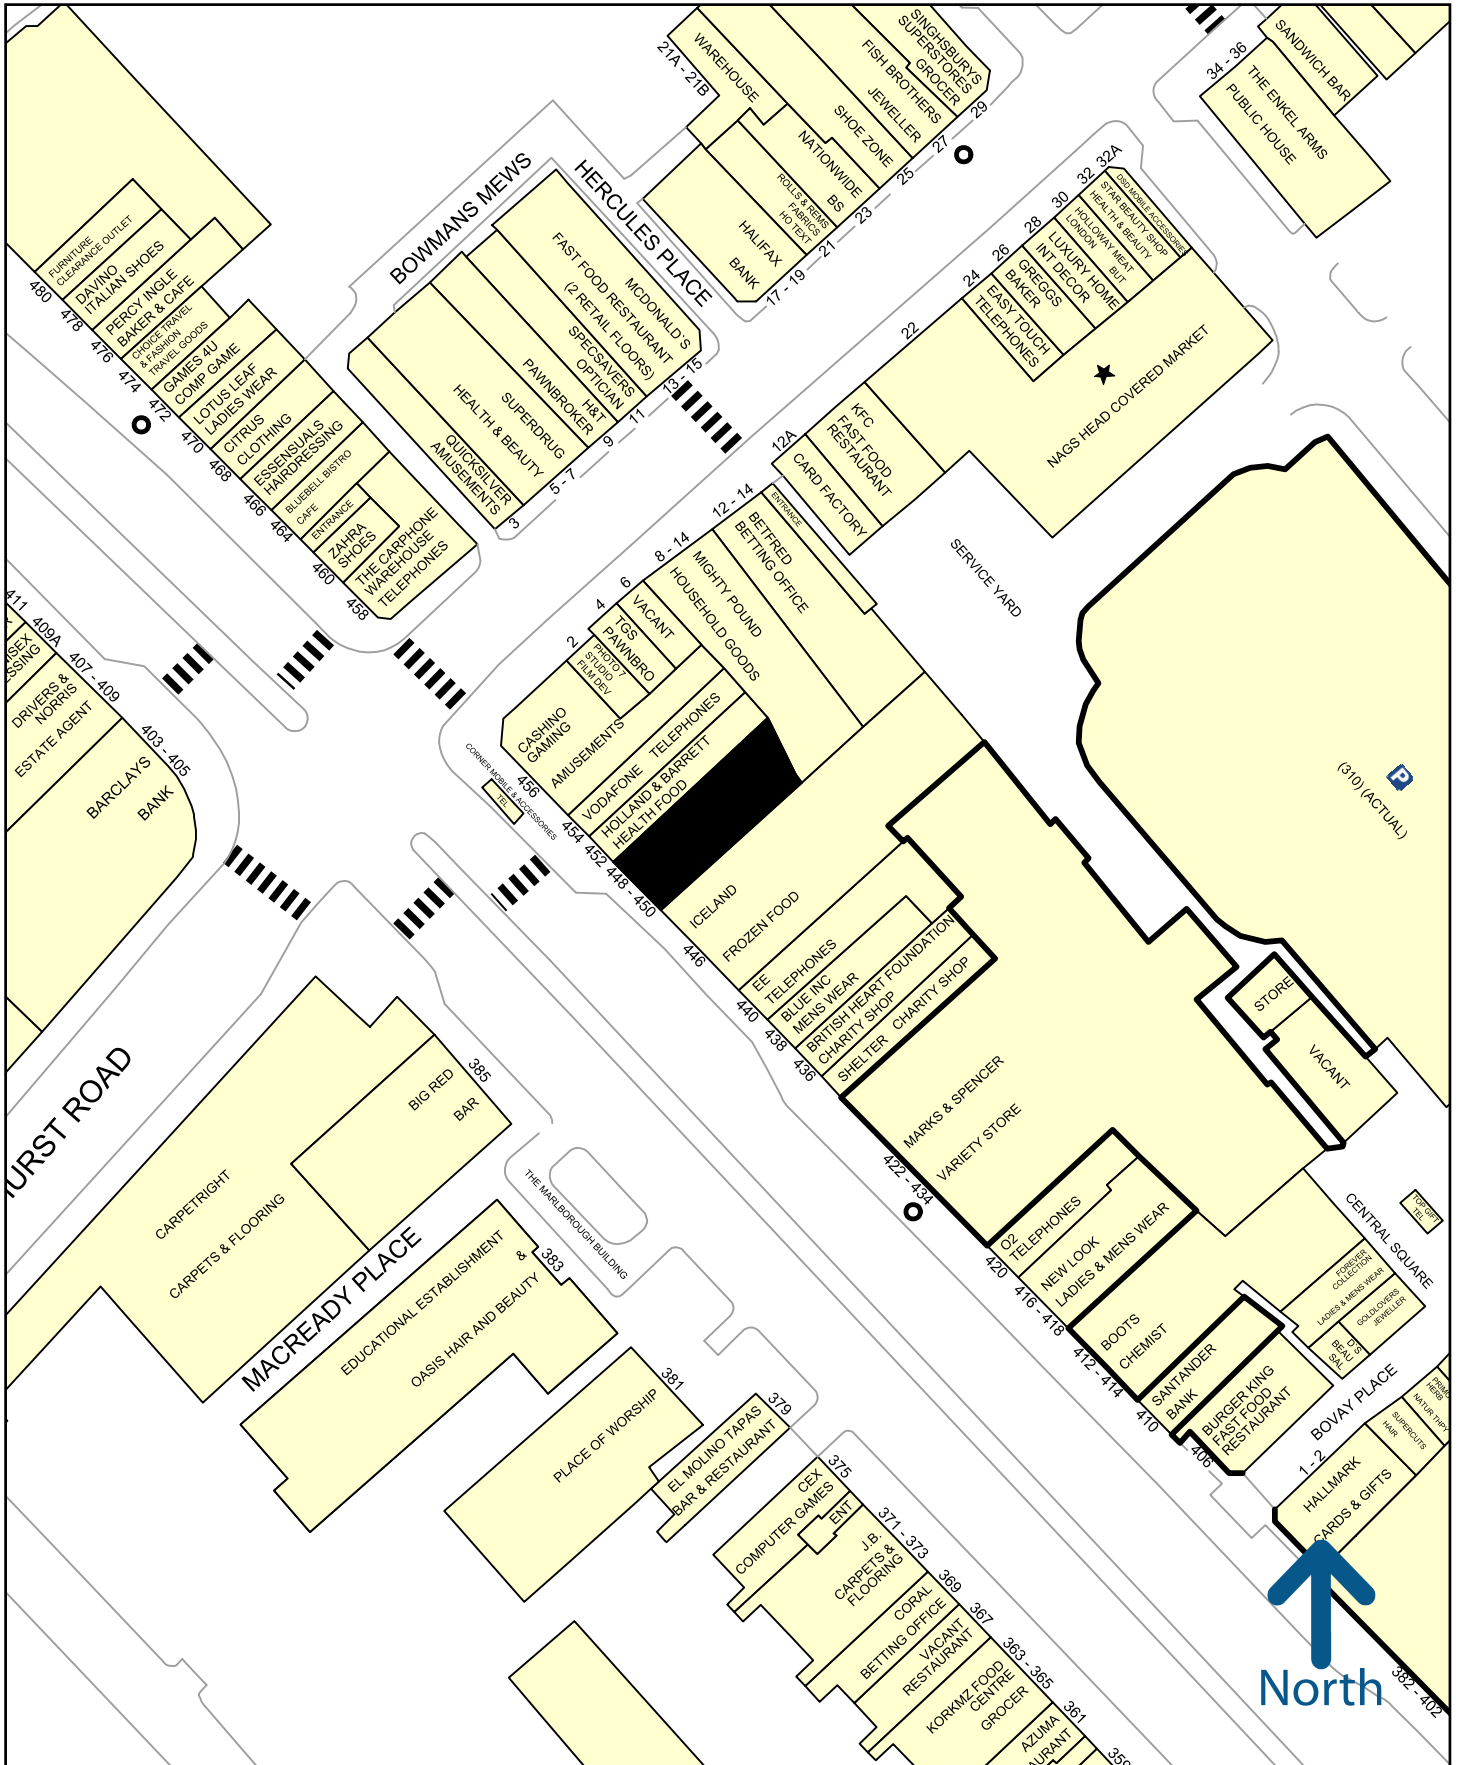 21A - 21B
WAREHOUSE
SINGHSBURYS
SUPERSTORES
GROCER
29
FISH BROTHERS
JEWELLER
27
SHOE ZONE
25
NATIONWIDE
BS
23
ROLLS & REMS
FABRICS
HO TEXT
21
HALIFAX
BANK
17 - 19
34 - 36
SANDWICH BAR
THE ENKEL ARMS
PUBLIC HOUSE
BOWMANS MEWS
HERCULES PLACE
MCDONALD'S
FAST FOOD RESTAURANT
(2 RETAIL FLOORS)
13 - 15
SPECSAVERS
OPTICIAN
11
H&T
PAWNBROKER
9
SUPERDRUG
HEALTH & BEAUTY
5 - 7
QUICKSILVER
AMUSEMENTS
3
FURNITURE
CLEARANCE OUTLET
480
DAVINO
ITALIAN SHOES
478
PERCY INGLE
BAKER & CAFE
476
CHOICE TRAVEL
& FASHION
TRAVEL GOODS
474
GAMES 4U
COMP GAME
472
LOTUS LEAF
LADIES WEAR
470
CITRUS
CLOTHING
468
ESSENSUALS
HAIRDRESSING
466
BLUEBELL BISTRO
CAFE
464
ENTRANCE
ZAHRA
SHOES
460
THE CARPHONE
WAREHOUSE
TELEPHONES
458
32A
DSD MOBILE ACCESSORIES
32
STAR BEAUTY SHOP
HEALTH & BEAUTY
30
HOLLOWAY MEAT
LONDON BUT
28
LUXURY HOME
INT DECOR
26
GREGGS
BAKER
24
EASY TOUCH
TELEPHONES
22
NAGS HEAD COVERED MARKET
KFC
FAST FOOD
RESTAURANT
12A
CARD FACTORY
ENTRANCE
12 - 14
BETFRED
BETTING OFFICE
8 - 14
MIGHTY POUND
HOUSEHOLD GOODS
6
VACANT
4
TGS
PAWNBRO
2
PHOTO 7
STUDIO
FILM DEV
CASHINO
GAMING
AMUSEMENTS
456
CORNER MOBILE & ACCESSORIES
TEL
VODAFONE TELEPHONES
454
HOLLAND & BARRETT
HEALTH FOOD
452
448 - 450
SERVICE YARD
(310) (ACTUAL)
P
411
409A
ISEX
SSING
407 - 409
DRIVERS &
NORRIS
ESTATE AGENT
403 - 405
BARCLAYS
BANK
ICELAND
FROZEN FOOD
446
EE
TELEPHONES
440
BLUE INC
MENS WEAR
438
BRITISH HEART FOUNDATION
CHARITY SHOP
436
SHELTER CHARITY SHOP
MARKS & SPENCER
VARIETY STORE
422 - 434
STORE
VACANT
O2
TELEPHONES
420
NEW LOOK
LADIES & MENS WEAR
416 - 418
BOOTS
CHEMIST
412 - 414
SANTANDER
BANK
410
BURGER KING
FAST FOOD
RESTAURANT
406
CENTRAL SQUARE
TOP GIFT
TEL
FOREVER
COLLECTION
LADIES & MENS WEAR
GOLDLOVERS
JEWELLER
D'S
BEAU
SAL
BOVAY PLACE
NATUR THPY
HERB
SUPERCUTS
HAIR
1 - 2
HALLMARK
CARDS & GIFTS
382 - 402
HURST ROAD
385
BIG RED
BAR
CARPETRIGHT
CARPETS & FLOORING
MACREADY PLACE
THE MARLBOROUGH BUILDING
383
EDUCATIONAL ESTABLISHMENT
&
OASIS HAIR AND BEAUTY
381
PLACE OF WORSHIP
379
EL MOLINO TAPAS
BAR & RESTAURANT
375
CEX
COMPUTER GAMES
ENT
371 - 373
J.B.
CARPETS &
FLOORING
369
CORAL
BETTING OFFICE
367
VACANT
RESTAURANT
363 - 365
KORKMZ FOOD
CENTRE
GROCER
361
AZUMA
AURANT
359
North